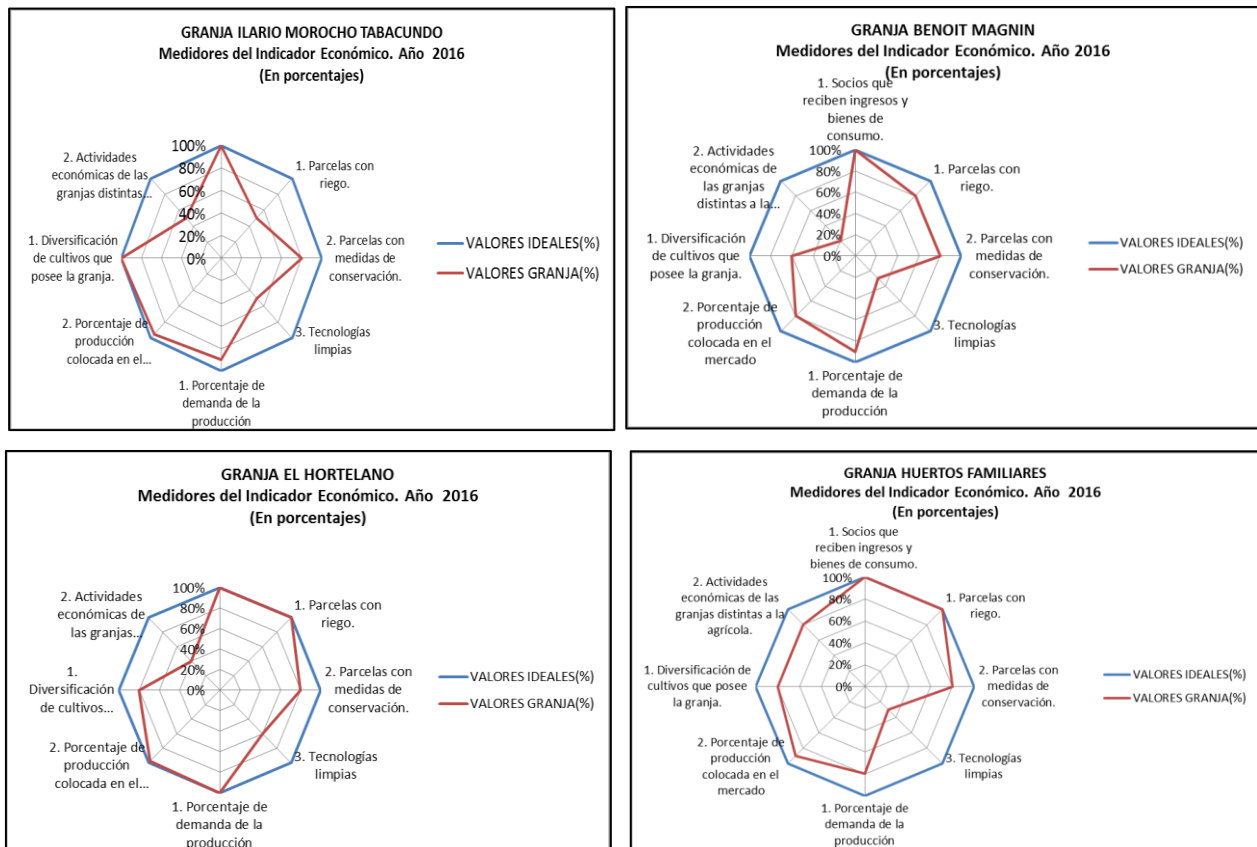 GRANJA ILARIO MOROCHO TABACUNDO
Medidores del Indicador Económico. Año 2016
(En porcentajes)
100%
80%
60%
40%
20%
0%
1. Parcelas con
riego.
2. Parcelas con
medidas de
conservación.
3. Tecnologías
limpias
1. Porcentaje de
demanda de la
producción
2. Porcentaje de
producción
colocada en el...
1. Diversificación
de cultivos que
posee la granja.
2. Actividades
económicas de las
granjas distintas...
VALORES IDEALES(%)
VALORES GRANJA(%)
GRANJA BENOIT MAGNIN
Medidores del Indicador Económico. Año 2016
(En porcentajes)
1. Socios que
reciben ingresos y
bienes de
consumo.
100%
80%
60%
40%
20%
0%
1. Parcelas con
riego.
2. Parcelas con
medidas de
conservación.
3. Tecnologías
limpias
1. Porcentaje de
demanda de la
producción
2. Porcentaje de
producción
colocada en el
mercado
1. Diversificación
de cultivos que
posee la granja.
2. Actividades
económicas de
las granjas
distintas a la...
VALORES IDEALES(%)
VALORES GRANJA(%)
GRANJA EL HORTELANO
Medidores del Indicador Económico. Año 2016
(En porcentajes)
100%
80%
60%
40%
20%
0%
1. Parcelas con
riego.
2. Parcelas con
medidas de
conservación.
3. Tecnologías
limpias
1. Porcentaje de
demanda de la
producción
2. Porcentaje de
producción
colocada en el...
1.
Diversificación
de cultivos...
2. Actividades
económicas de
las granjas...
VALORES IDEALES(%)
VALORES GRANJA(%)
GRANJA HUERTOS FAMILIARES
Medidores del Indicador Económico. Año 2016
(En porcentajes)
1. Socios que
reciben ingresos y
bienes de consumo.
100%
80%
60%
40%
20%
0%
1. Parcelas con
riego.
2. Parcelas con
medidas de
conservación.
3. Tecnologías
limpias
1. Porcentaje de
demanda de la
producción
2. Porcentaje de
producción
colocada en el
mercado
1. Diversificación de
cultivos que posee
la granja.
2. Actividades
económicas de las
granjas distintas a la
agrícola.
VALORES IDEALES(%)
VALORES GRANJA(%)